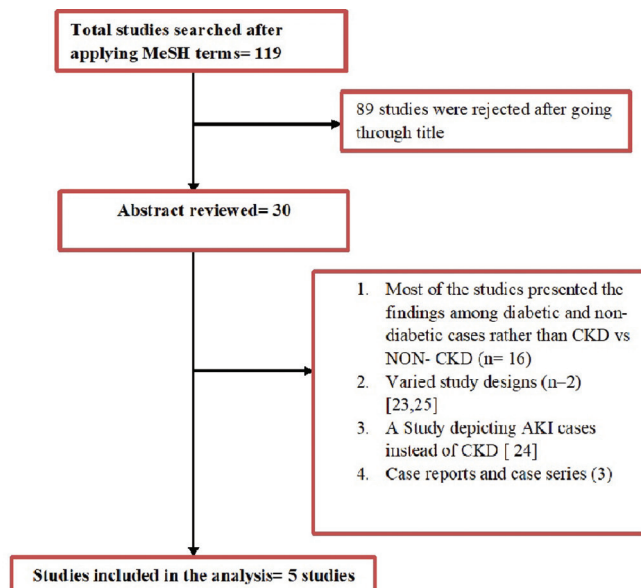 Total studies searched after
applying MeSH terms= 119
89 studies were rejected after going
through title
Abstract reviewed= 30
1. Most of the studies presented the
findings among diabetic and non-
diabetic cases rather than CKD vs
NON- CKD (n= 16)
2. Varied study designs (n–2)
[23,25]
3. A Study depicting AKI cases
instead of CKD [ 24]
4. Case reports and case series (3)
Studies included in the analysis= 5 studies